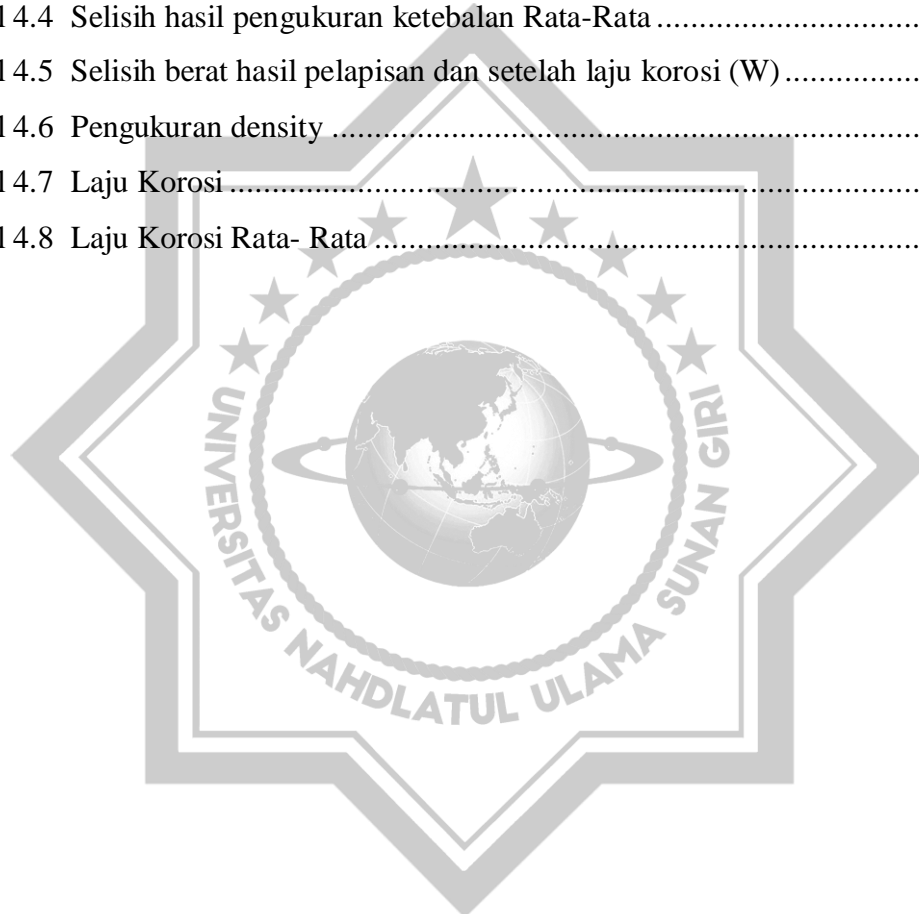 l 4.4 Selisih hasil pengukuran ketebalan Rata-Rata
l 4.5 Selisih berat hasil pelapisan dan setelah laju korosi (W)
l 4.6 Pengukuran density
l 4.7 Laju Korosi
l 4.8 Laju Korosi Rata- Rata
UNIVERSITAS NAHDLATUL ULAMA SUNAN GIRI